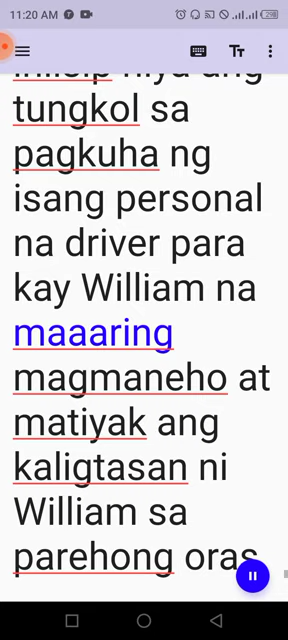 11:20 AM
tungkol sa
pagkuha ng
isang personal
na driver para
kay William na
maaaring
magmaneho at
matiyak ang
kaligtasan ni
William sa
parehong oras